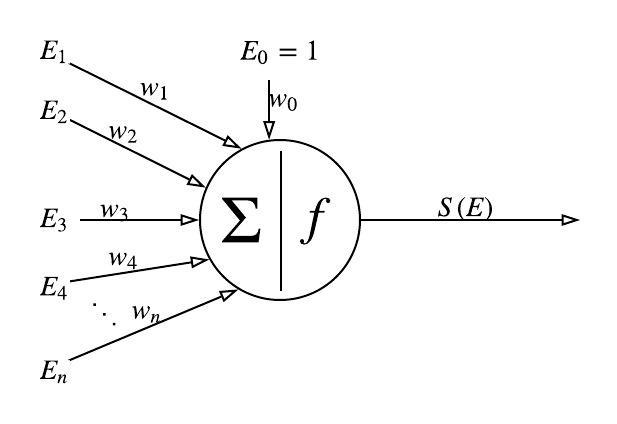 E₁
E₀ = 1
w₁
w₀
E₂
w₂
E₃
w₃
Σ
f
S(E)
w₄
E₄
⋱
wₙ
Eₙ